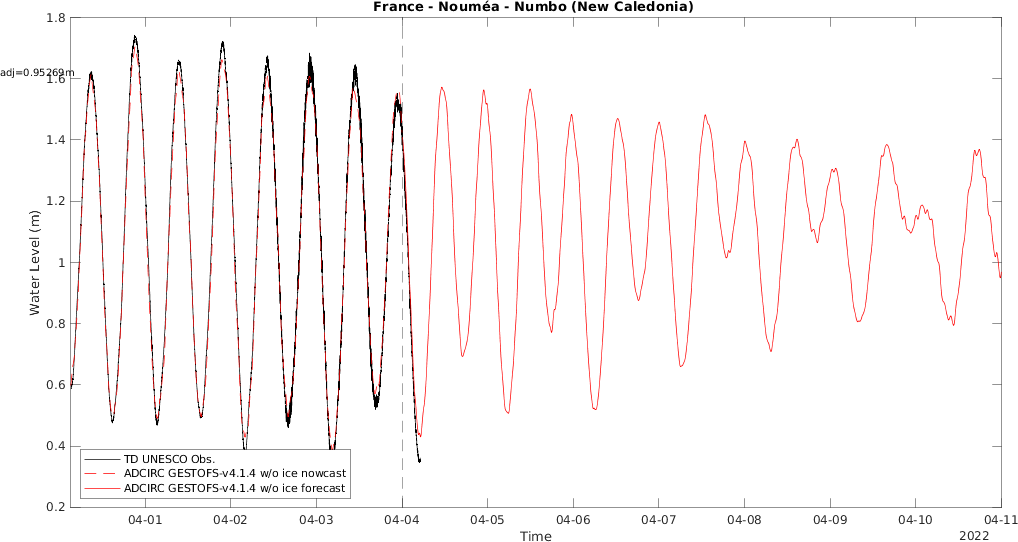 France - Nouméa - Numbo (New Caledonia)
1.8
adj=0.95269m
1.6
1.4
1.2
1
0.8
0.6
0.4
0.2
Water Level (m)
TD UNESCO Obs.
ADCIRC GESTOFS-v4.1.4 w/o ice nowcast
ADCIRC GESTOFS-v4.1.4 w/o ice forecast
04-01 04-02 04-03 04-04 04-05 04-06 04-07 04-08 04-09 04-10 04-11
Time
2022